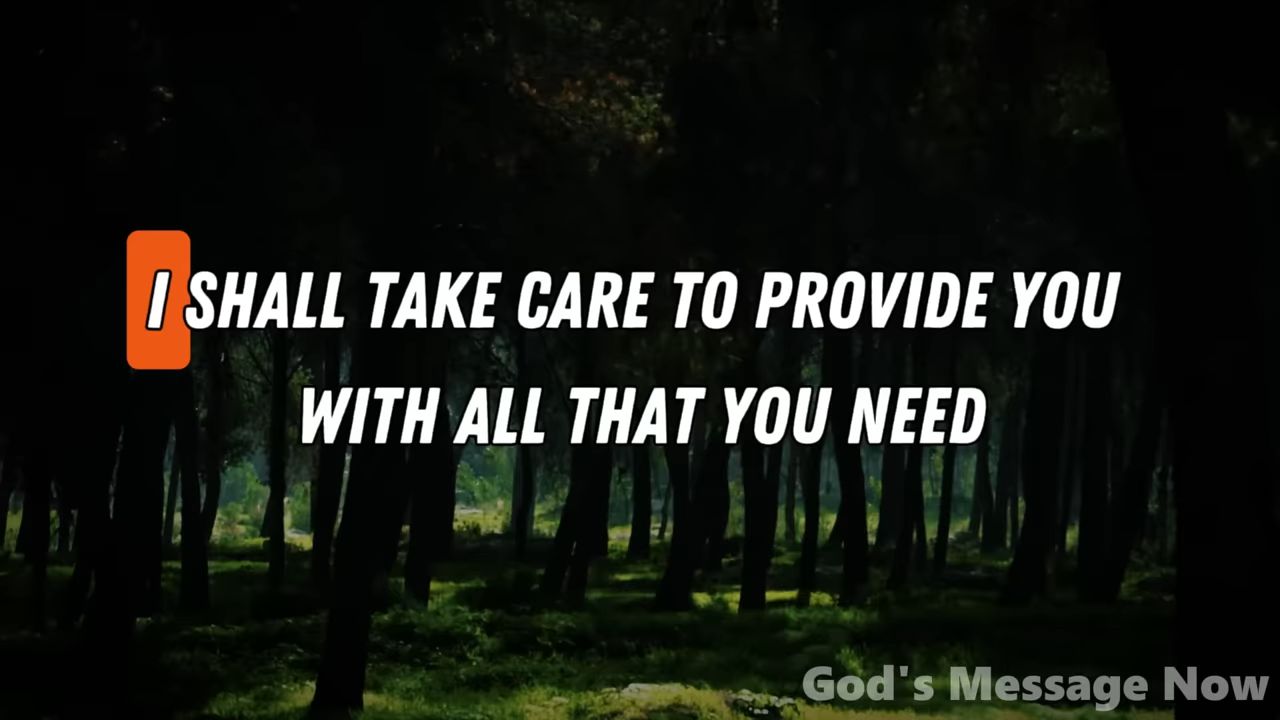 I SHALL TAKE CARE TO PROVIDE YOU
WITH ALL THAT YOU NEED
God's Message Now